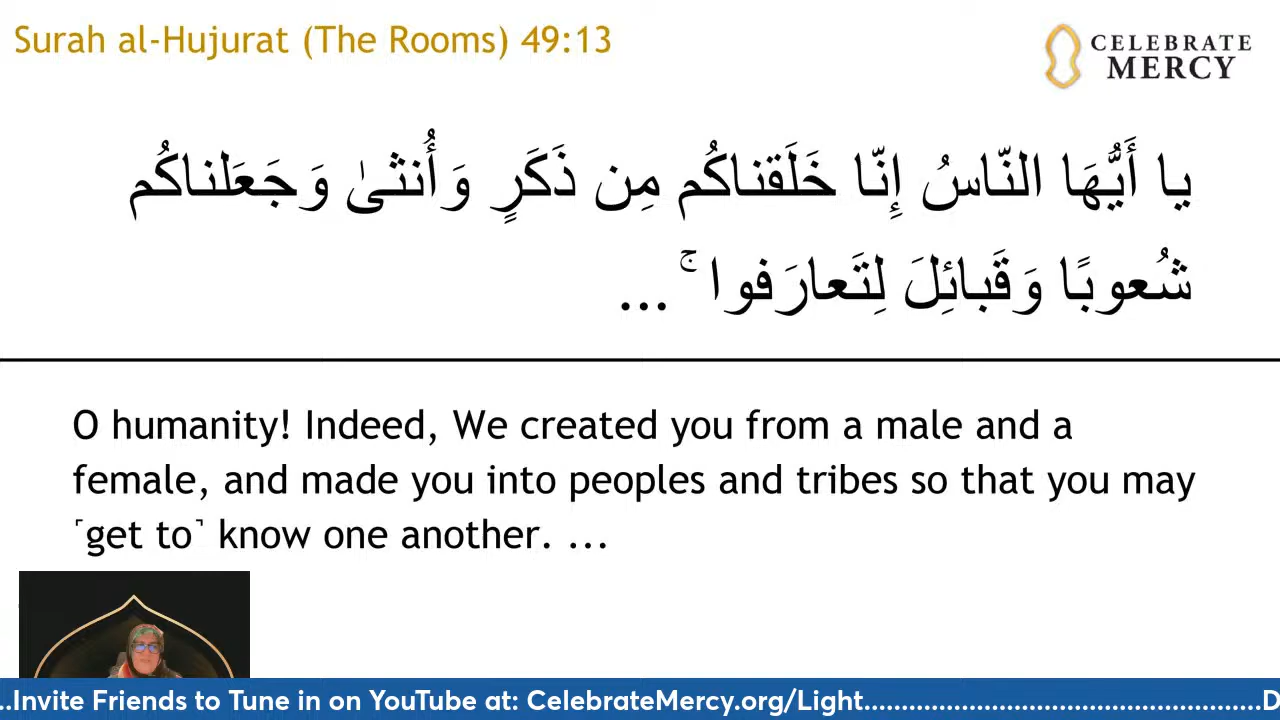 Surah al-Hujurat (The Rooms) 49:13
CELEBRATE
MERCY
يا أَيُّهَا النّاسُ إِنّا خَلَقناكُم مِن ذَكَرٍ وَأُنثىٰ وَجَعَلناكُم
شُعوبًا وَقَبائِلَ لِتَعارَفوا ۚ ...
O humanity! Indeed, We created you from a male and a
female, and made you into peoples and tribes so that you may
˹get to˺ know one another. ...
..Invite Friends to Tune in on YouTube at: CelebrateMercy.org/Light.....................................................D